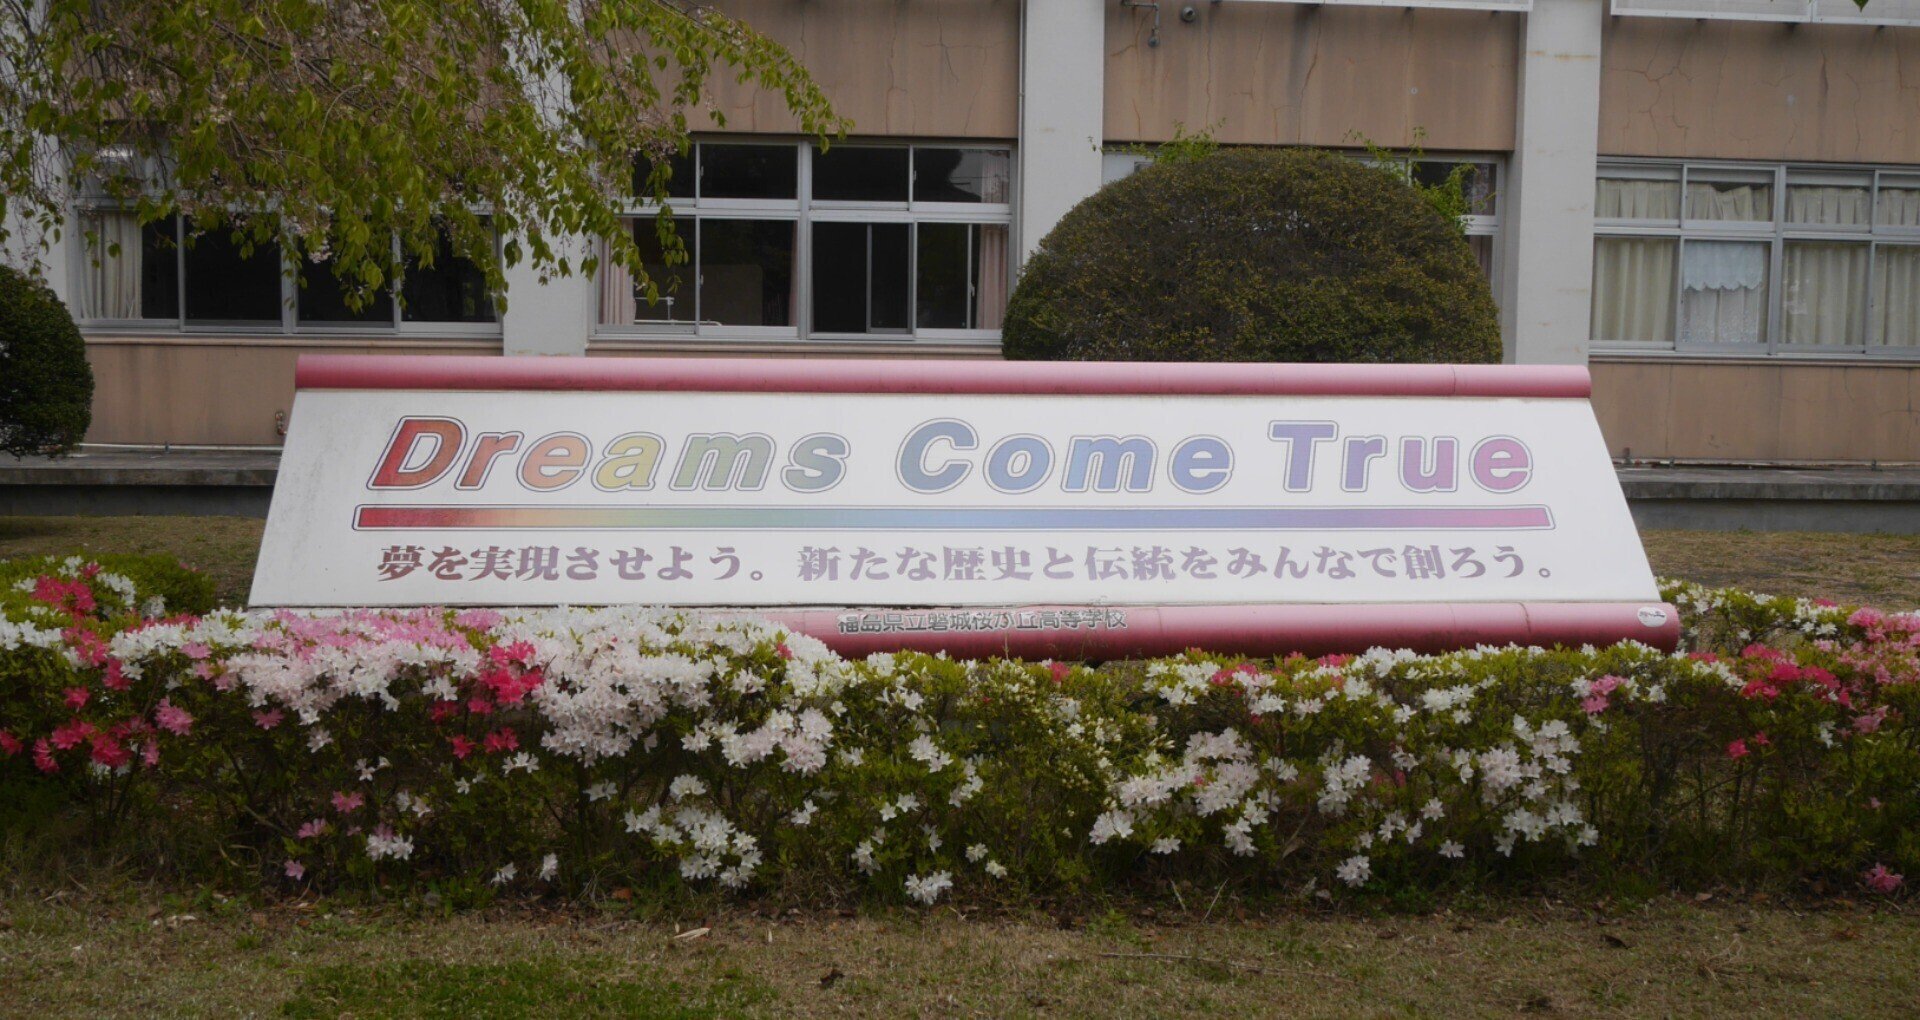 Dreams Come True
夢を実現させよう。新たな歴史と伝統をみんなで創ろう。
福島県立磐城桜が丘高等学校